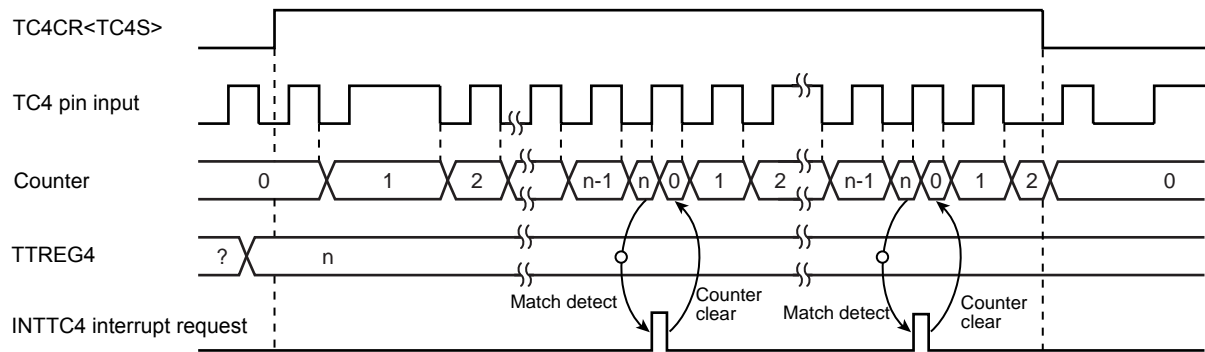 TC4CR<TC4S>
TC4 pin input
Counter
0 1 2 n-1 n 0 1 2 n-1 n 0 1 2 0
TTREG4
? n
Match detect
Counter
clear
Match detect
Counter
clear
INTTC4 interrupt request